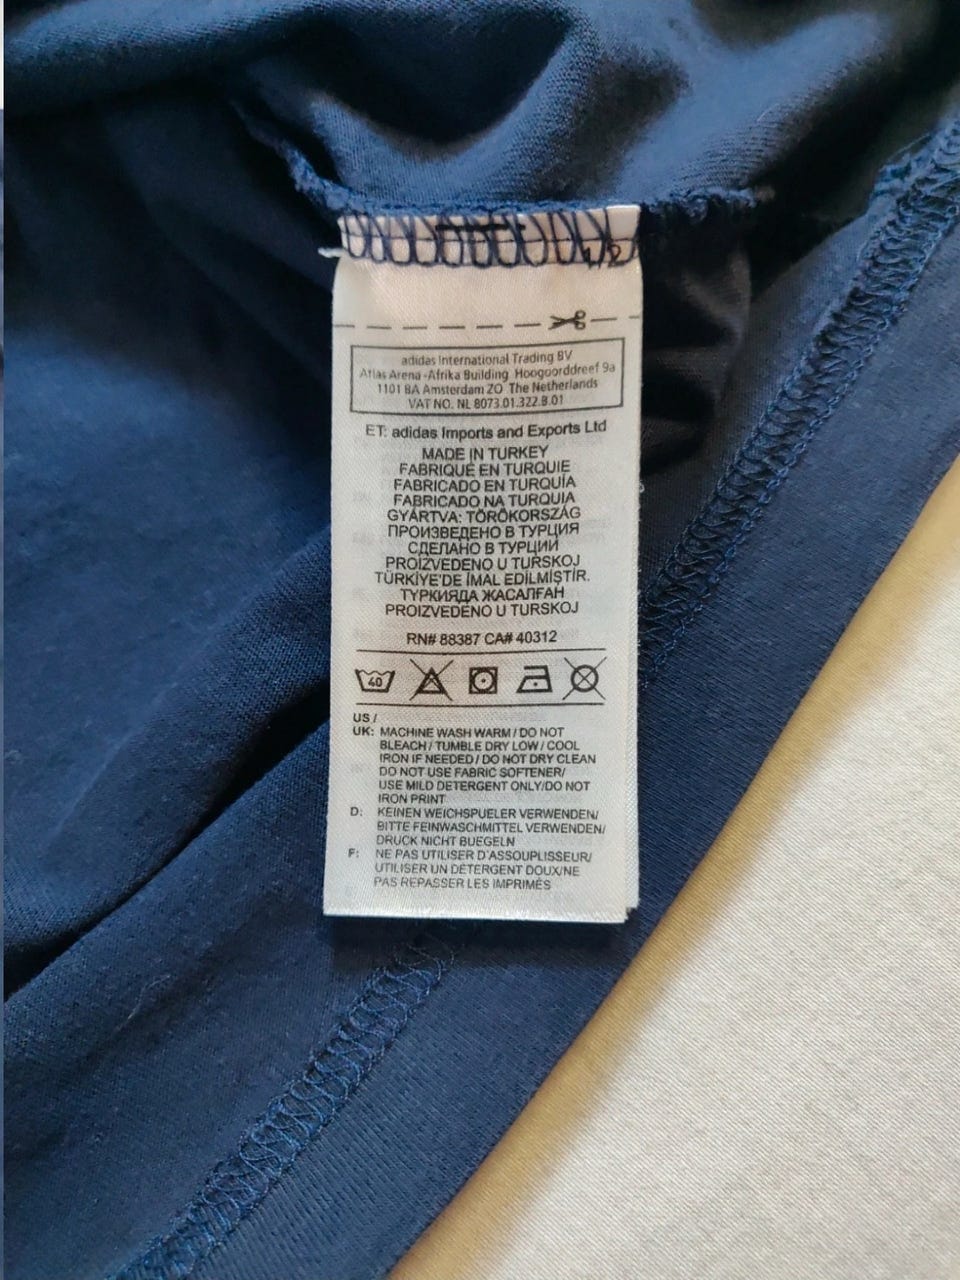 1/2
adidas International Trading BV
Atlas Arena -Afrika Building Hoogoorddreef 9a
1101 BA Amsterdam ZO The Netherlands
VAT NO. NL 8073.01.322.B.01
ET: adidas Imports and Exports Ltd
MADE IN TURKEY
FABRIQUÉ EN TURQUIE
FABRICADO EN TURQUÍA
FABRICADO NA TURQUIA
GYÁRTVA: TÖRÖKORSZÁG
ПРОИЗВЕДЕНО В ТУРЦИЯ
СДЕЛАНО В ТУРЦИИ
PROIZVEDENO U TURSKOJ
TÜRKİYE'DE İMAL EDİLMİŞTİR.
ТУРКИЯДА ЖАСАЛҒАН
PROIZVEDENO U TURSKOJ
RN# 88387 CA# 40312
40
US /
UK: MACHINE WASH WARM / DO NOT
BLEACH / TUMBLE DRY LOW / COOL
IRON IF NEEDED / DO NOT DRY CLEAN
DO NOT USE FABRIC SOFTENER/
USE MILD DETERGENT ONLY/DO NOT
IRON PRINT
D: KEINEN WEICHSPUELER VERWENDEN/
BITTE FEINWASCHMITTEL VERWENDEN/
DRUCK NICHT BUEGELN
F: NE PAS UTILISER D'ASSOUPLISSEUR/
UTILISER UN DÉTERGENT DOUX/NE
PAS REPASSER LES IMPRIMÉS